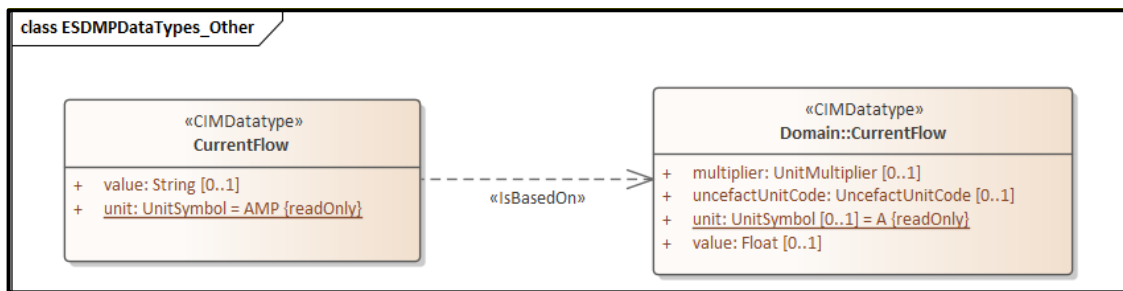 class ESDMPDataTypes_Other
«CIMDatatype»
CurrentFlow
+ value: String [0..1]
+ unit: UnitSymbol = AMP {readOnly}
«IsBasedOn»
«CIMDatatype»
Domain::CurrentFlow
+ multiplier: UnitMultiplier [0..1]
+ uncefactUnitCode: UncefactUnitCode [0..1]
+ unit: UnitSymbol [0..1] = A {readOnly}
+ value: Float [0..1]